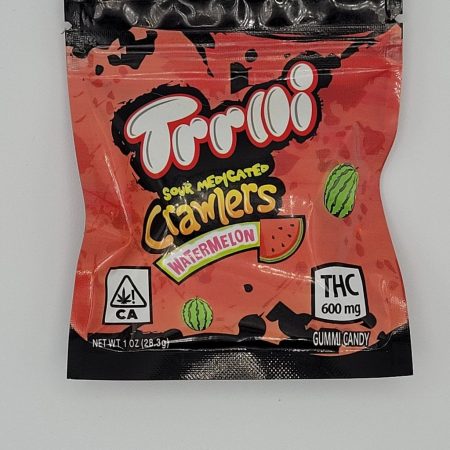 Trrlli
SOUR MEDICATED
Crawlers
WATERMELON
CA
THC
600 mg
NET WT 1 OZ (28.3g)
GUMMI CANDY